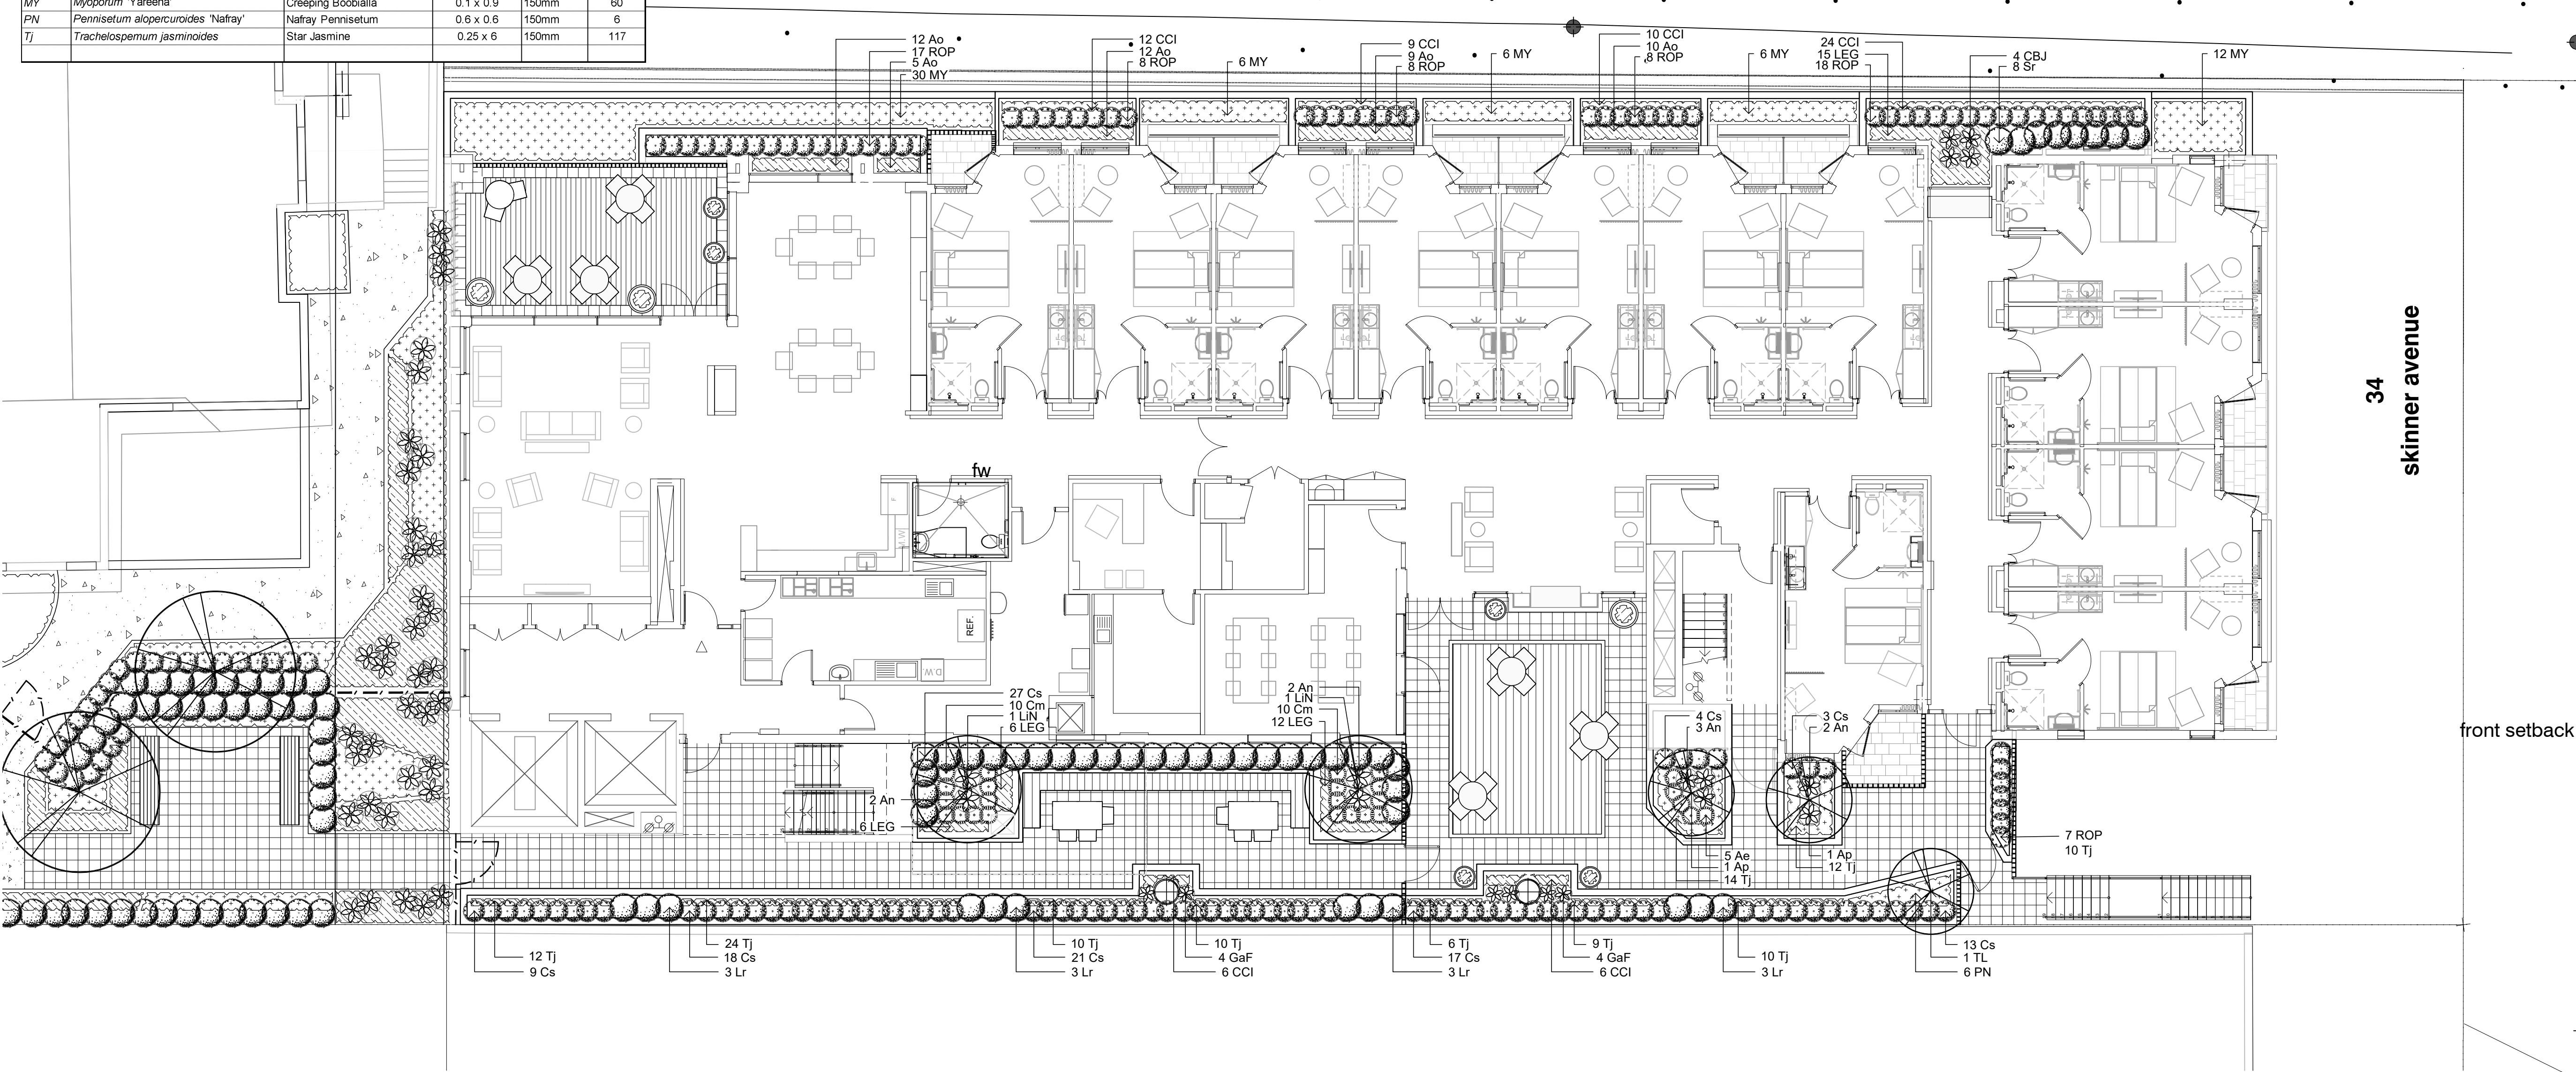 MY Myoporum 'Yareena' Creeping Boobialla 0.1 x 0.9 150mm 60
PN Pennisetum alopercuroides 'Nafray' Nafray Pennisetum 0.6 x 0.6 150mm 6
Tj Trachelospemum jasminoides Star Jasmine 0.25 x 6 150mm 117
12 Ao
17 ROP
5 Ao
30 MY
12 CCI
12 Ao
8 ROP
6 MY
9 CCI
9 Ao
8 ROP
6 MY
10 CCI
10 Ao
8 ROP
6 MY
24 CCI
15 LEG
18 ROP
4 CBJ
8 Sr
12 MY
34
skinner avenue
fw
F
M.W
REF.
D.W
front setback
27 Cs
10 Cm
1 LiN
6 LEG
2 An
6 LEG
2 An
1 LiN
10 Cm
12 LEG
4 Cs
3 An
3 Cs
2 An
5 Ae
1 Ap
14 Tj
1 Ap
12 Tj
7 ROP
10 Tj
12 Tj
9 Cs
24 Tj
18 Cs
3 Lr
10 Tj
21 Cs
3 Lr
10 Tj
4 GaF
6 CCI
6 Tj
17 Cs
3 Lr
9 Tj
4 GaF
6 CCI
10 Tj
3 Lr
13 Cs
1 TL
6 PN